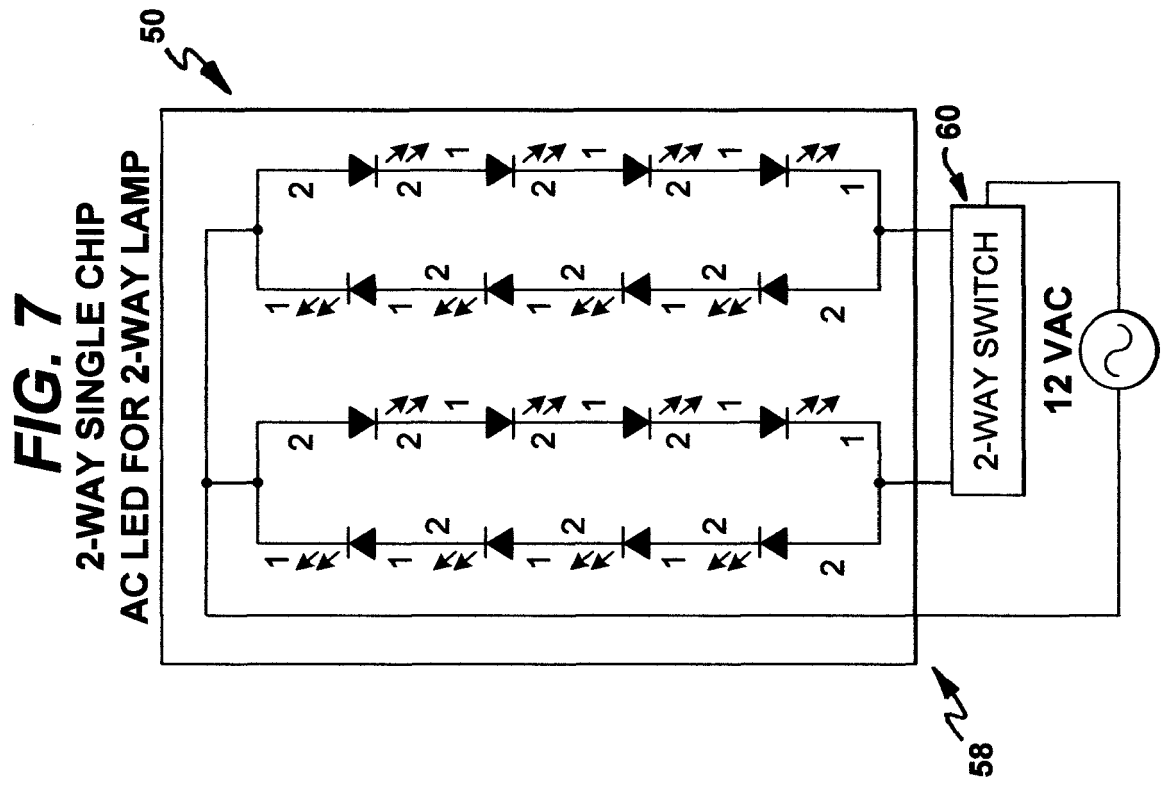 FIG. 7
2-WAY SINGLE CHIP
AC LED FOR 2-WAY LAMP
50
1 2 1 2
1 2 1 2
2 1 2 1
1 2 1 2
2 1 2 1
1 2 1 2
2 1 2 1
2 1 2 1
58
60
2-WAY SWITCH
12 VAC